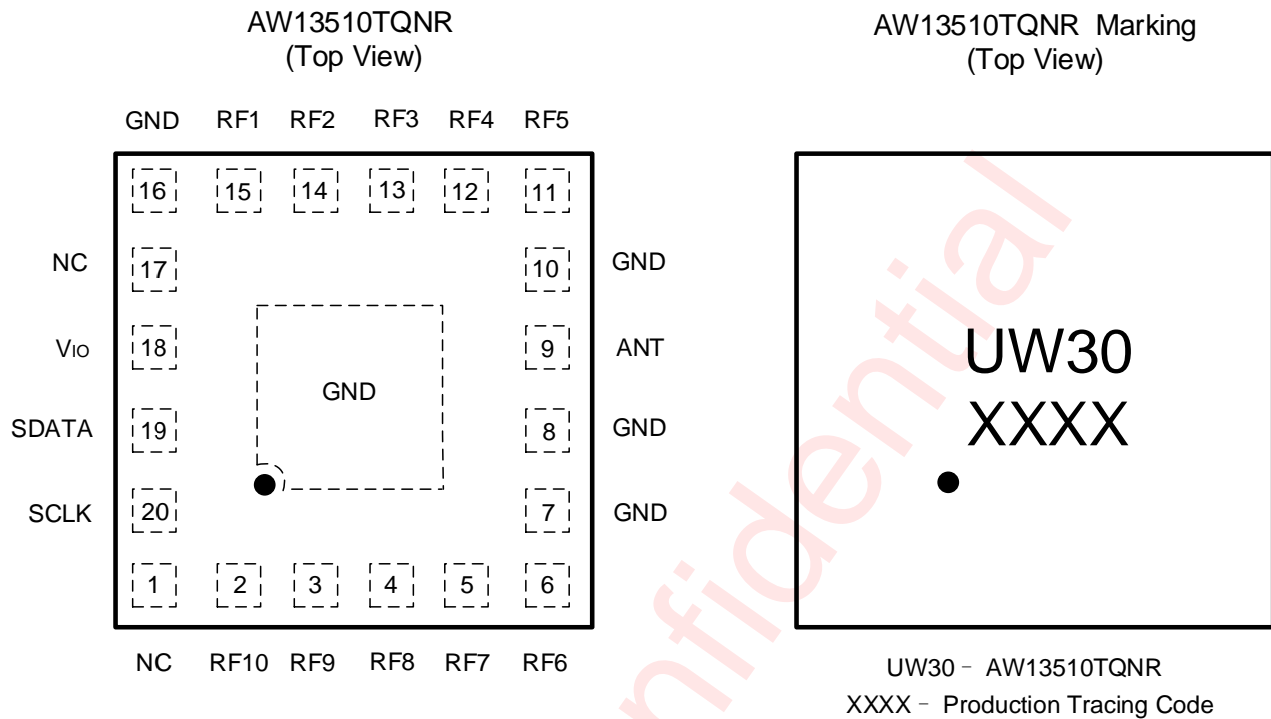 AW13510TQNR
(Top View)
GND RF1 RF2 RF3 RF4 RF5
16 15 14 13 12 11
NC 17 10 GND
VIO 18 9 ANT
GND
SDATA 19 8 GND
SCLK 20 7 GND
1 2 3 4 5 6
NC RF10 RF9 RF8 RF7 RF6
AW13510TQNR Marking
(Top View)
UW30
XXXX
UW30 - AW13510TQNR
XXXX - Production Tracing Code
nfidential